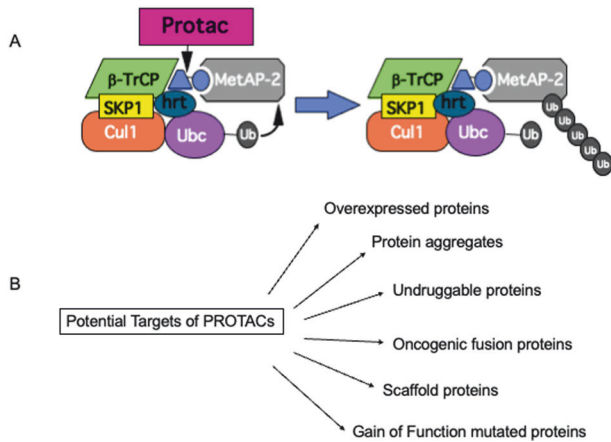 A
Protac
β-TrCP
MetAP-2
SKP1
hrt
Cul1
Ubc
Ub
β-TrCP
MetAP-2
SKP1
hrt
Cul1
Ubc
Ub
Ub
Ub
Ub
Ub
Ub
B
Potential Targets of PROTACs
Overexpressed proteins
Protein aggregates
Undruggable proteins
Oncogenic fusion proteins
Scaffold proteins
Gain of Function mutated proteins